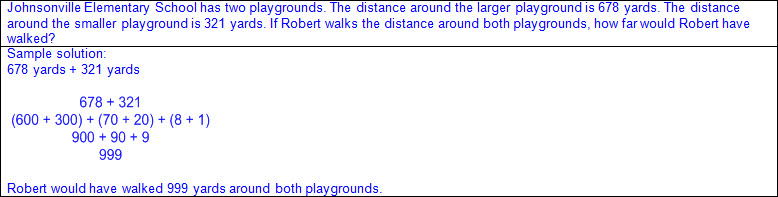 Johnsonville Elementary School has two playgrounds. The distance around the larger playground is 678 yards. The distance
around the smaller playground is 321 yards. If Robert walks the distance around both playgrounds, how far would Robert have
walked?
Sample solution:
678 yards + 321 yards
678 + 321
(600 + 300) + (70 + 20) + (8 + 1)
900 + 90 + 9
999
Robert would have walked 999 yards around both playgrounds.